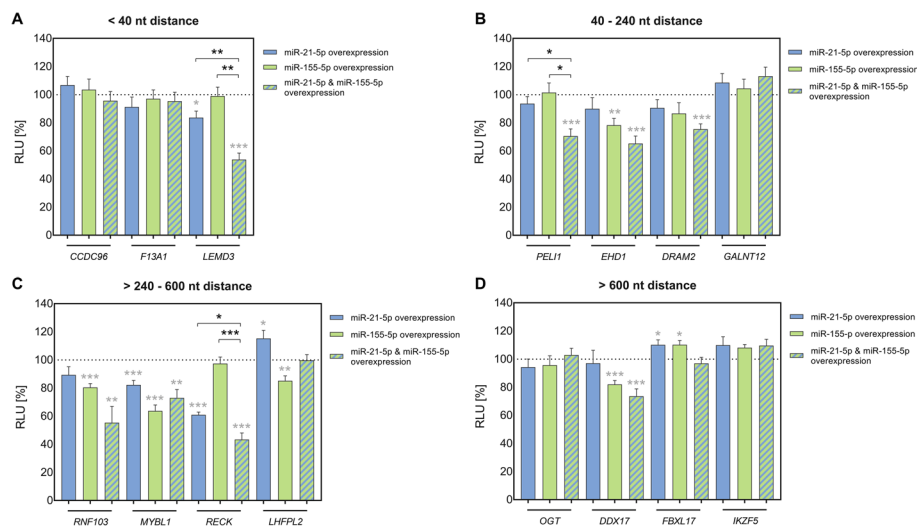 A
< 40 nt distance
140
120
100
80
60
40
20
0
RLU [%]
*
***
**
**
CCDC96 F13A1 LEMD3
miR-21-5p overexpression
miR-155-5p overexpression
miR-21-5p & miR-155-5p
overexpression
B
40 - 240 nt distance
140
120
100
80
60
40
20
0
RLU [%]
*
*
***
**
***
***
PELI1 EHD1 DRAM2 GALNT12
miR-21-5p overexpression
miR-155-5p overexpression
miR-21-5p & miR-155-5p
overexpression
C
> 240 - 600 nt distance
140
120
100
80
60
40
20
0
RLU [%]
***
**
***
***
**
***
*
***
***
*
**
RNF103 MYBL1 RECK LHFPL2
miR-21-5p overexpression
miR-155-5p overexpression
miR-21-5p & miR-155-5p
overexpression
D
> 600 nt distance
140
120
100
80
60
40
20
0
RLU [%]
***
***
*
*
OGT DDX17 FBXL17 IKZF5
miR-21-5p overexpression
miR-155-p overexpression
miR-21-5p & miR-155-5p
overexpression